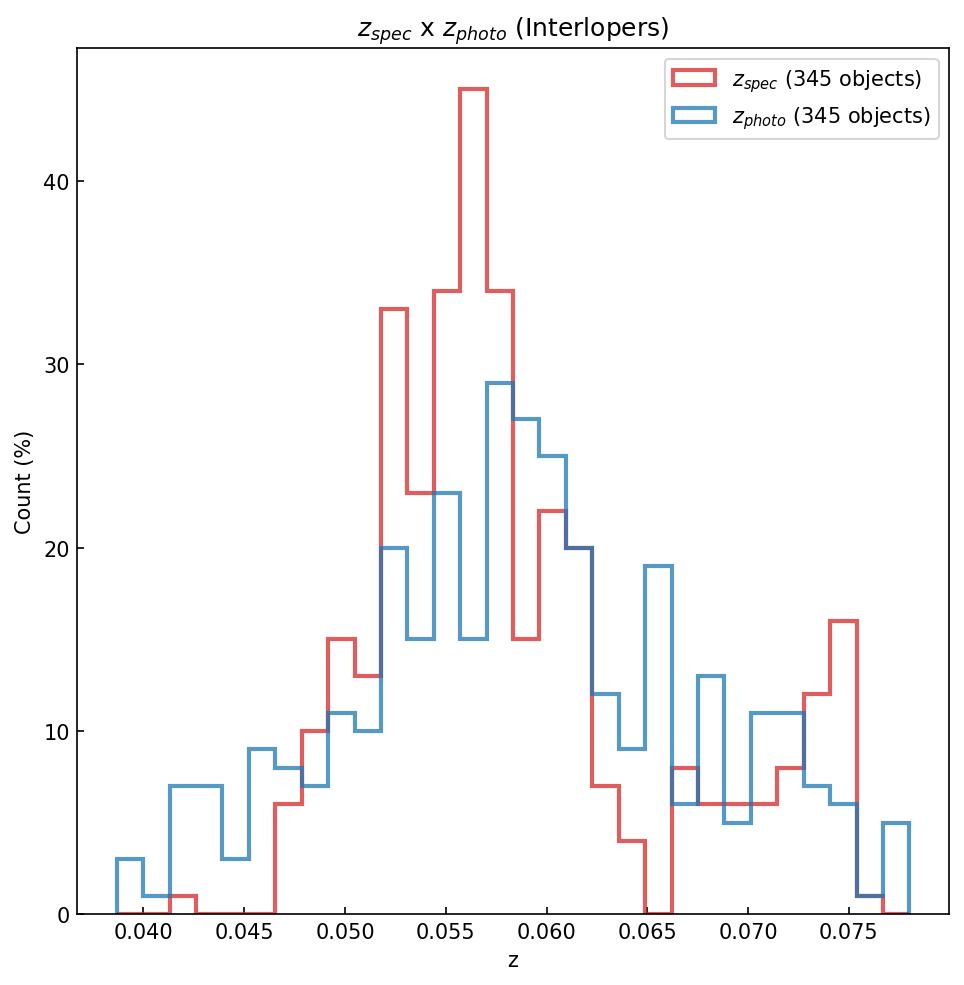 z_spec x z_photo (Interlopers)
z_spec (345 objects)
z_photo (345 objects)
Count (%)
40
30
20
10
0
0.040 0.045 0.050 0.055 0.060 0.065 0.070 0.075
z